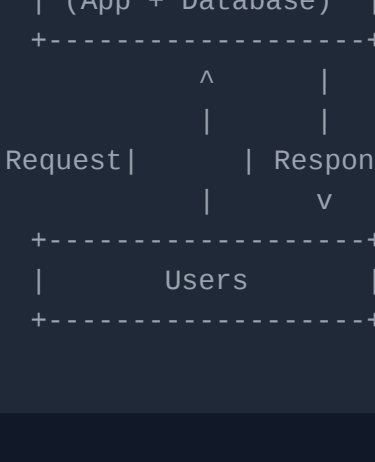 | (App + Database) |
+-------------------+
^ |
| |
Request| | Respon
| v
+-------------------+
| Users |
+-------------------+